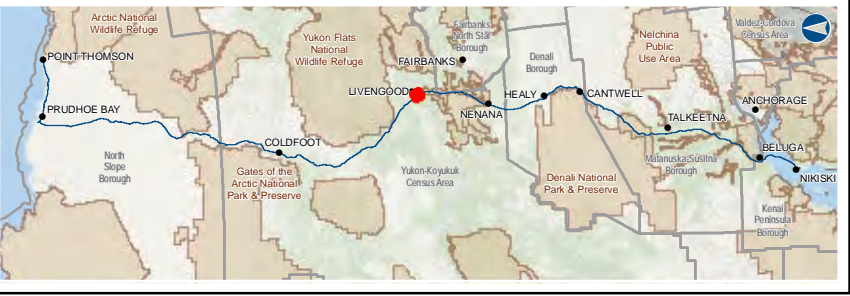 Arctic National
Wildlife Refuge
POINT THOMSON
PRUDHOE BAY
North
Slope
Borough
COLDFOOT
Gates of the
Arctic National
Park & Preserve
Yukon Flats
National
Wildlife Refuge
LIVENGOOD
Yukon-Koyukuk
Census Area
Fairbanks
North Star
Borough
FAIRBANKS
NENANA
Denali
Borough
HEALY
CANTWELL
Denali National
Park & Preserve
Nelchina
Public
Use Area
TALKEETNA
Matanuska-Susitna
Borough
Valdez-Cordova
Census Area
ANCHORAGE
BELUGA
NIKISKI
Kenai
Peninsula
Borough